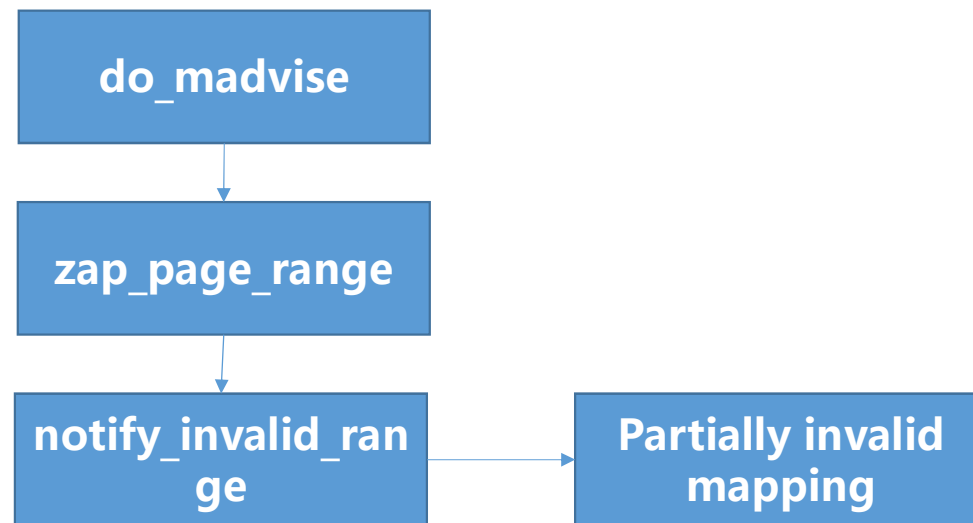 do_madvise
zap_page_range
notify_invalid_ran
ge
Partially invalid
mapping